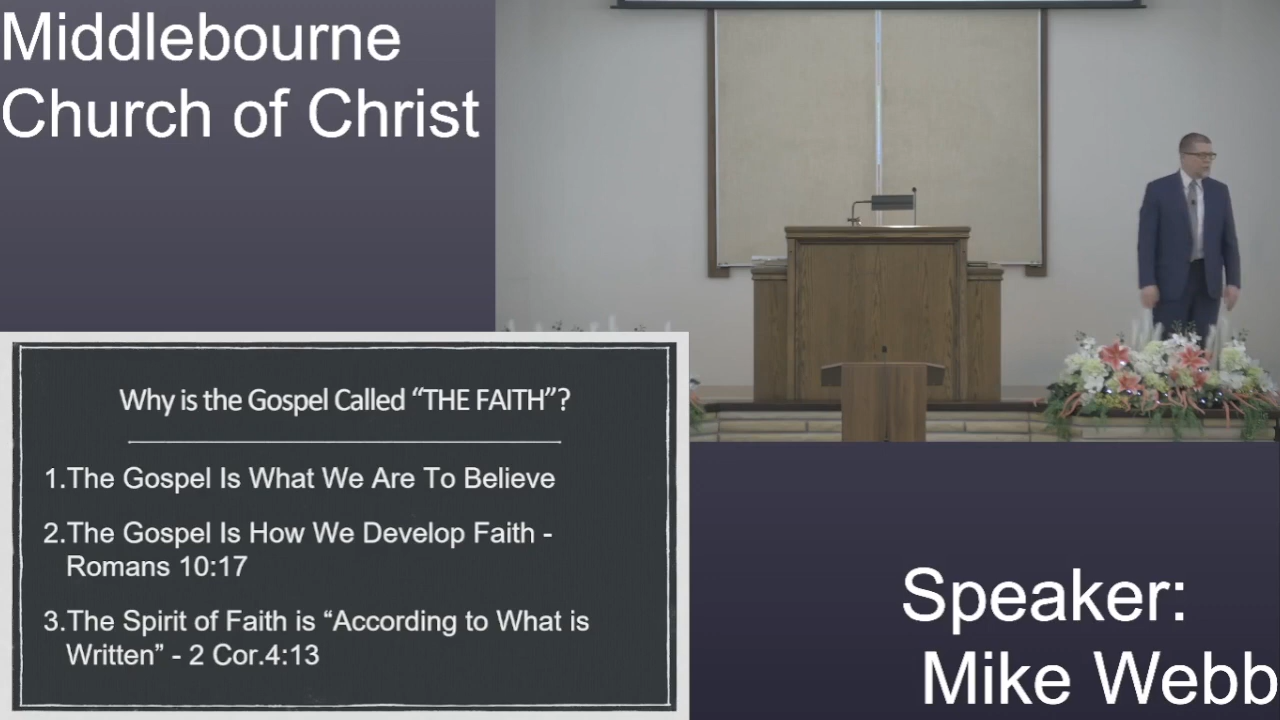 Middlebourne
Church of Christ
Why is the Gospel Called “THE FAITH”?
1.The Gospel Is What We Are To Believe
2.The Gospel Is How We Develop Faith -
Romans 10:17
3.The Spirit of Faith is “According to What is
Written” - 2 Cor.4:13
Speaker:
Mike Webb